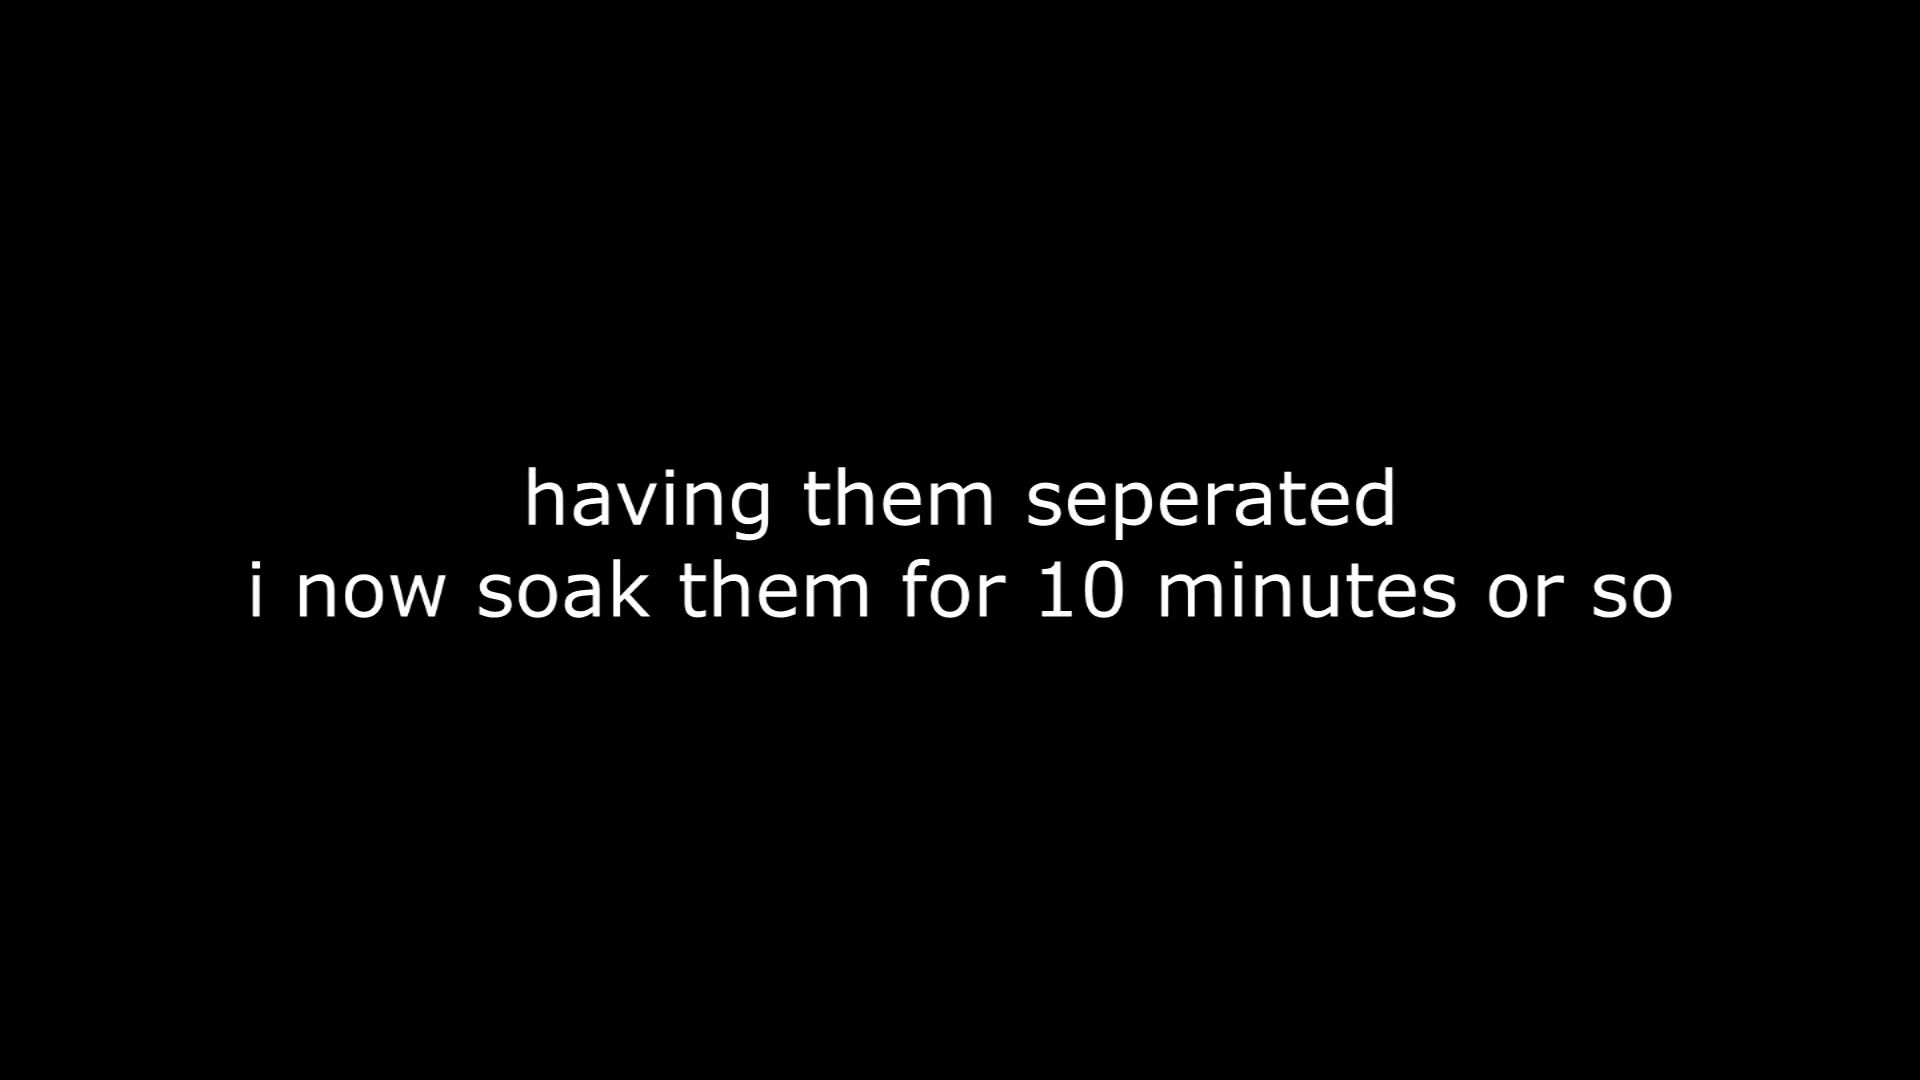 having them seperated
i now soak them for 10 minutes or so